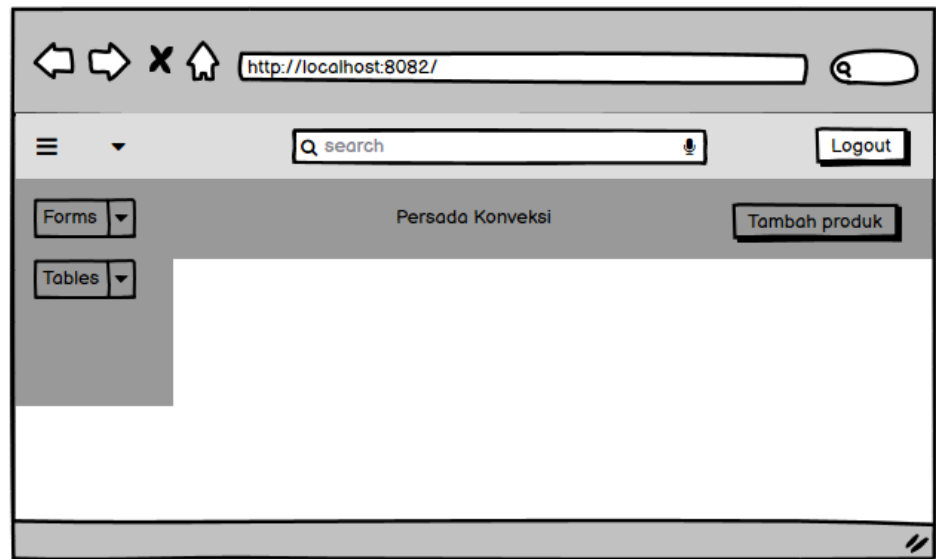 http://localhost:8082/
search
Logout
Forms
Persada Konveksi
Tambah produk
Tables